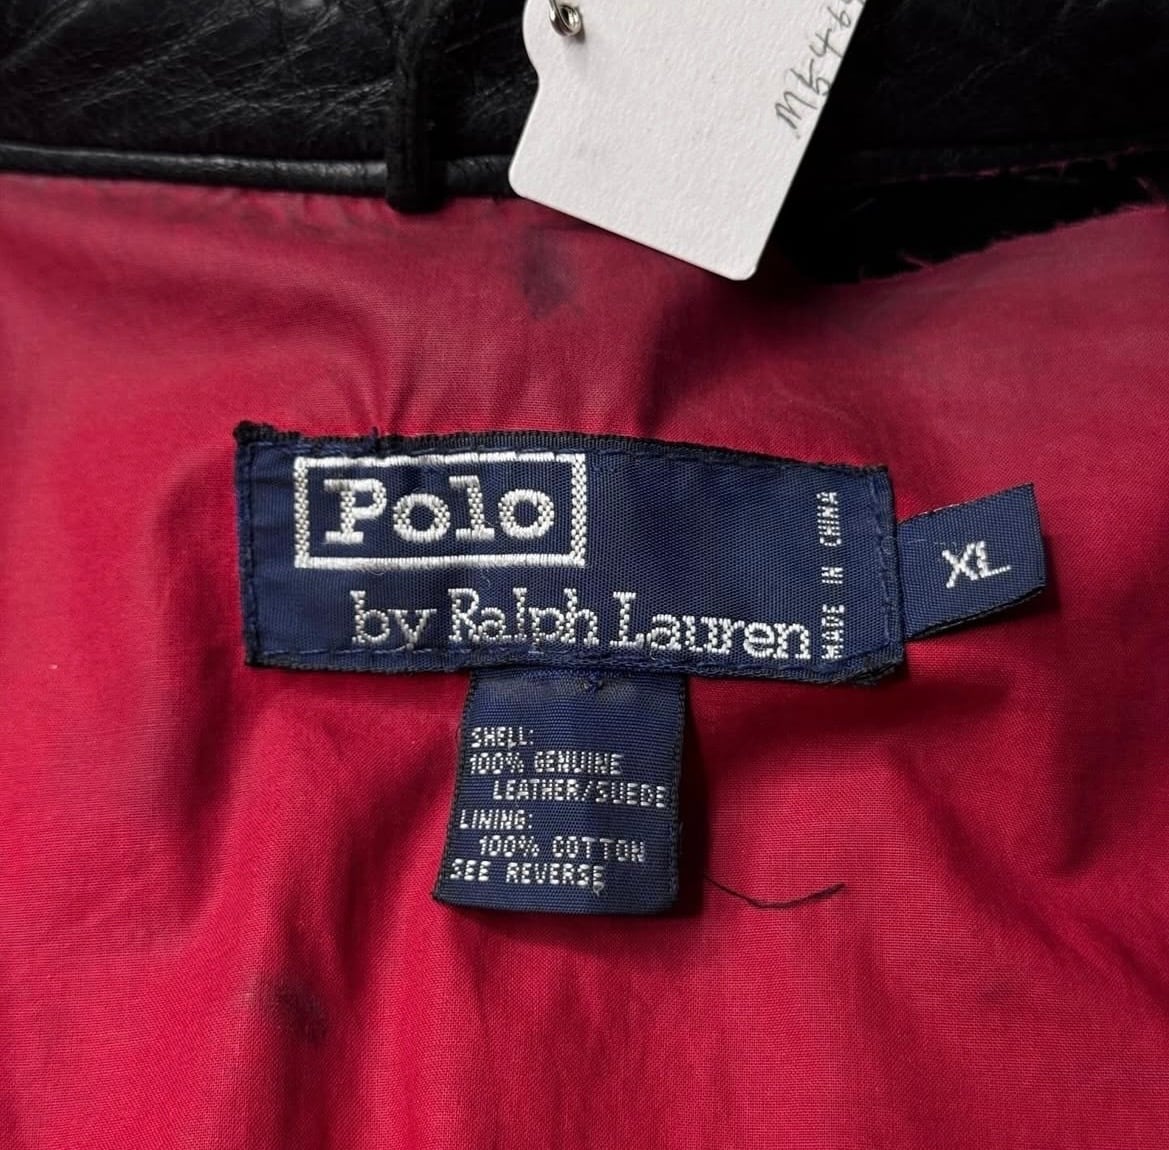 Polo
by Ralph Lauren
MADE IN CHINA
XL
SHELL:
100% GENUINE
LEATHER/SUEDE
LINING:
100% COTTON
SEE REVERSE